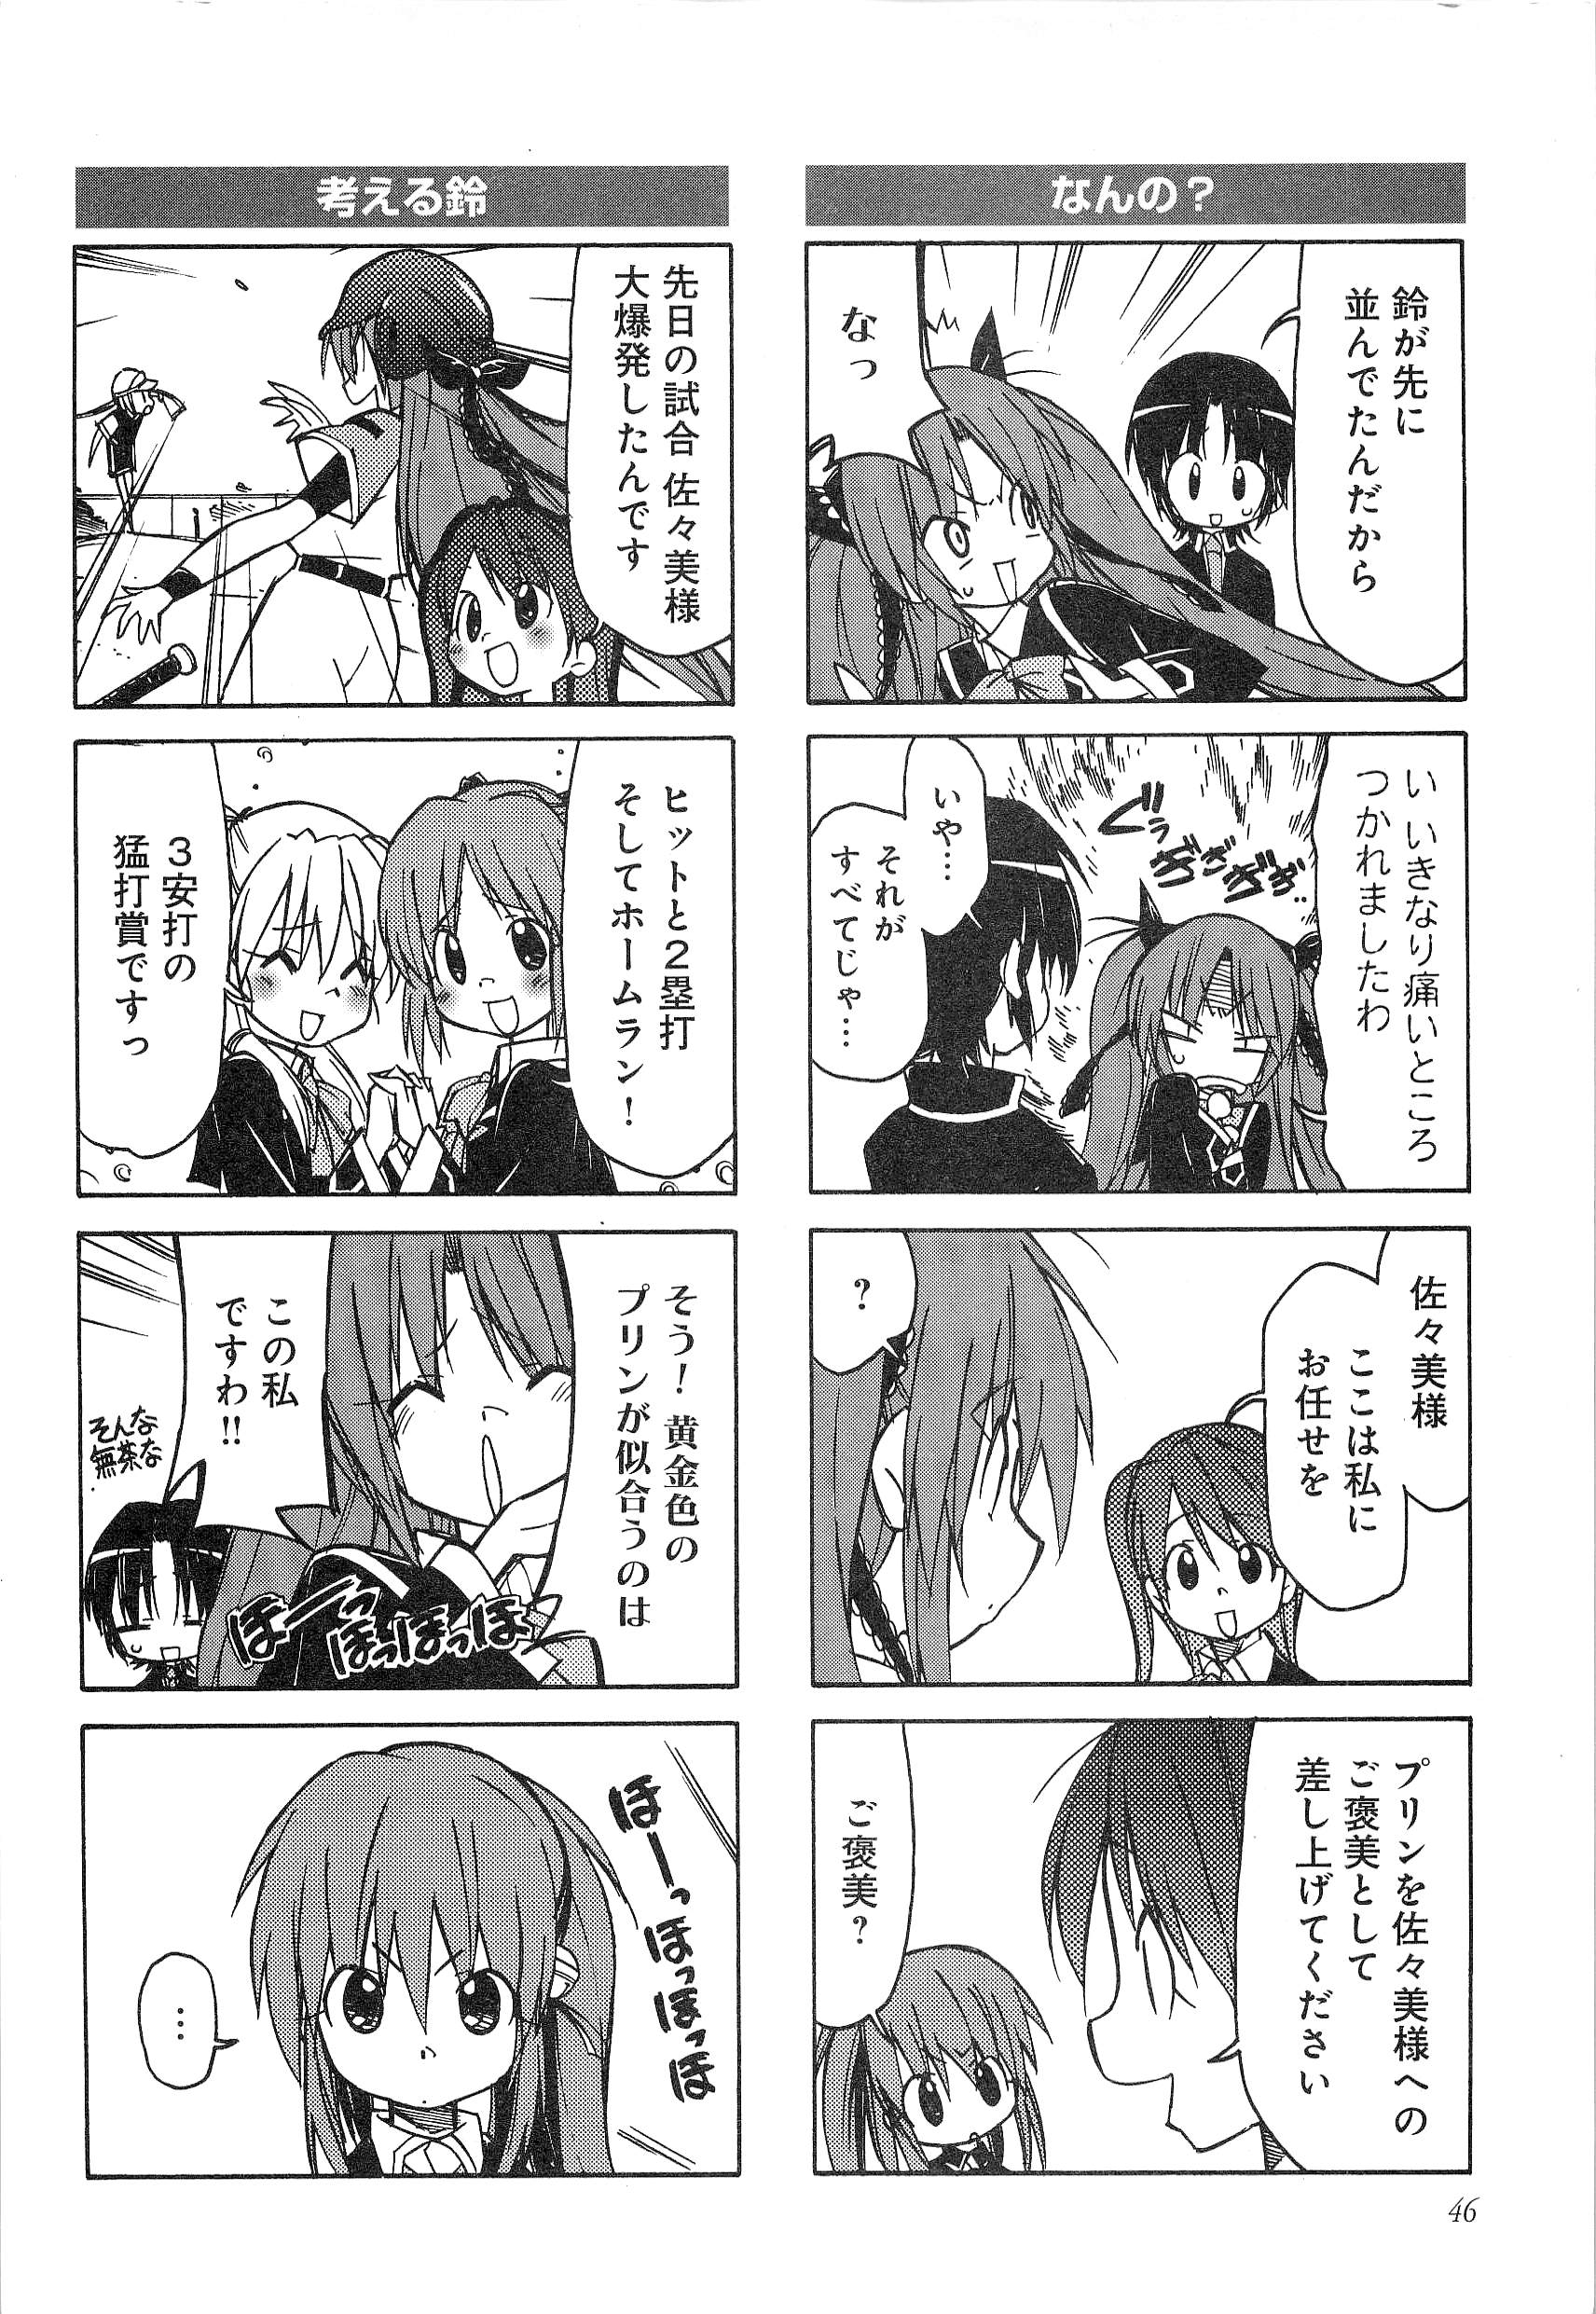 なんの？
鈴が先に
並んでたんだから
なっ
い いきなり痛いところ
つかれましたわ
ぐぅ
ざざざざ‥
いや…
それが
すべてじゃ…
佐々美様
ここは私に
お任せを
？
プリンを佐々美様への
ご褒美として
差し上げてください
ご褒美？
考える鈴
先日の試合 佐々美様
大爆発したんです
ヒットと２塁打
そしてホームラン！
３安打の
猛打賞ですっ
そう！ 黄金色の
プリンが似合うのは
この私
ですわ!!
ほーっ
ほっほっほ
そんな
無茶な
ほーっ
ほっほっほ
…
46